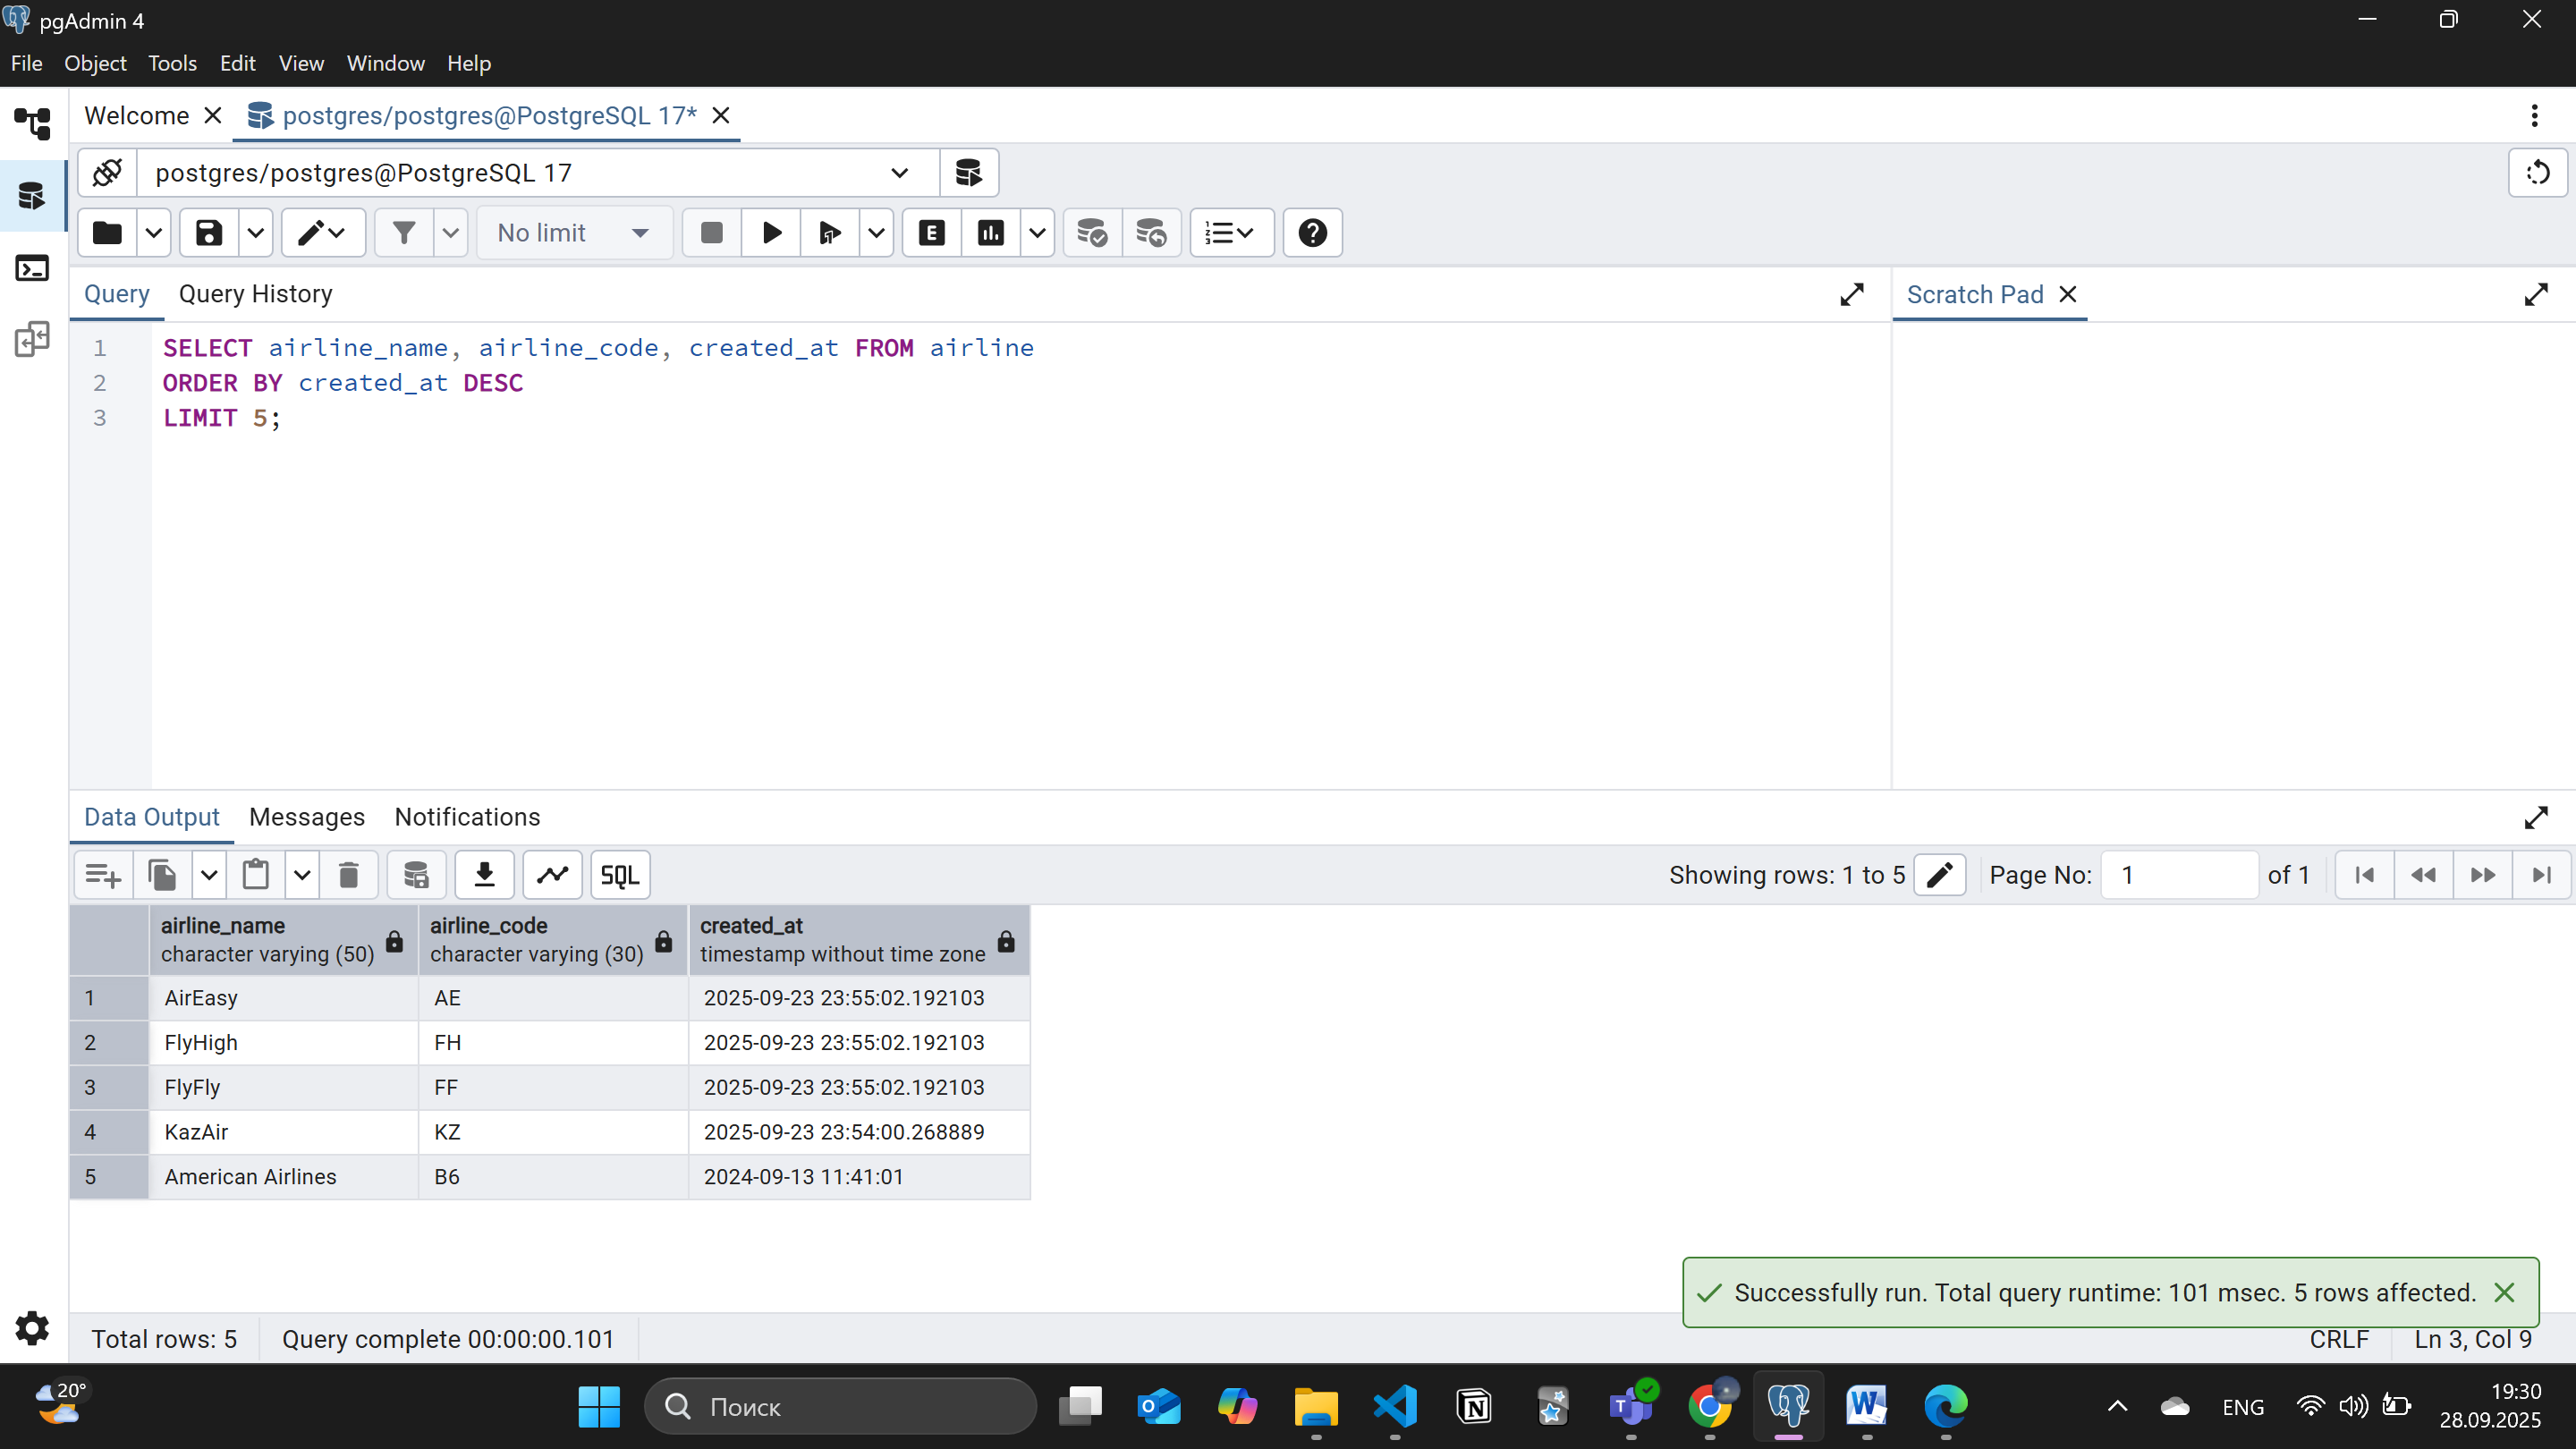 pgAdmin 4
File Object Tools Edit View Window Help
Welcome postgres/postgres@PostgreSQL 17*
postgres/postgres@PostgreSQL 17
No limit
Query Query History
Scratch Pad
1 SELECT airline_name, airline_code, created_at FROM airline
2 ORDER BY created_at DESC
3 LIMIT 5;
Data Output Messages Notifications
SQL Showing rows: 1 to 5 Page No: 1 of 1
airline_name airline_code created_at
character varying (50) character varying (30) timestamp without time zone
1 AirEasy AE 2025-09-23 23:55:02.192103
2 FlyHigh FH 2025-09-23 23:55:02.192103
3 FlyFly FF 2025-09-23 23:55:02.192103
4 KazAir KZ 2025-09-23 23:54:00.268889
5 American Airlines B6 2024-09-13 11:41:01
Successfully run. Total query runtime: 101 msec. 5 rows affected.
Total rows: 5 Query complete 00:00:00.101 CRLF Ln 3, Col 9
20° Поиск ENG 19:30
28.09.2025